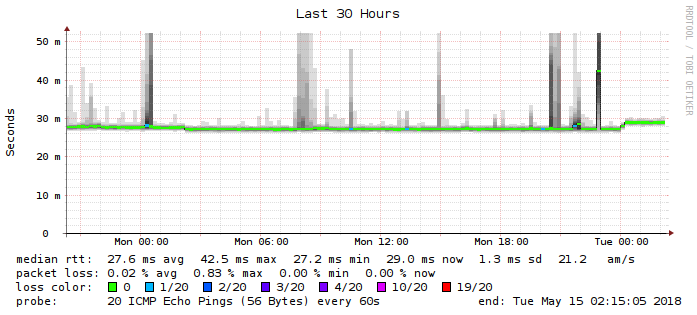 Last 30 Hours
RRDTOOL / TOBI OETIKER
Seconds
50 m
40 m
30 m
20 m
10 m
0
Mon 00:00 Mon 06:00 Mon 12:00 Mon 18:00 Tue 00:00
median rtt: 27.6 ms avg 42.5 ms max 27.2 ms min 29.0 ms now 1.3 ms sd 21.2 am/s
packet loss: 0.02 % avg 0.83 % max 0.00 % min 0.00 % now
loss color: 0 1/20 2/20 3/20 4/20 10/20 19/20
probe: 20 ICMP Echo Pings (56 Bytes) every 60s end: Tue May 15 02:15:05 2018